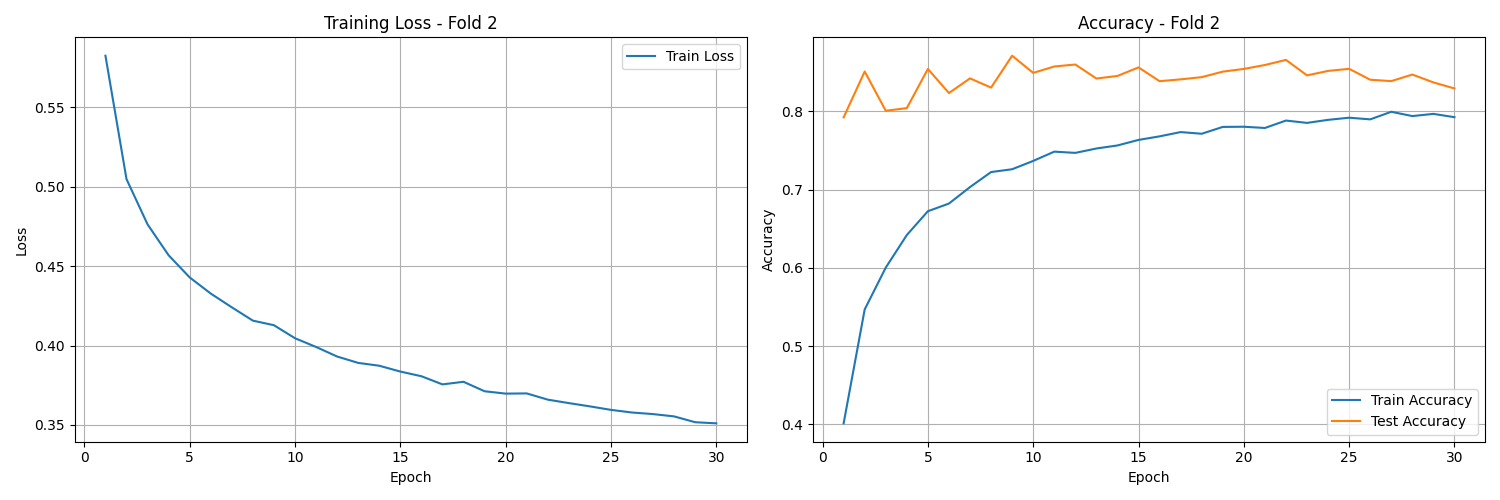 Training Loss - Fold 2
Train Loss
0.55
0.50
0.45
0.40
0.35
Loss
0 5 10 15 20 25 30
Epoch
Accuracy - Fold 2
0.8
0.7
0.6
0.5
0.4
Accuracy
Train Accuracy
Test Accuracy
0 5 10 15 20 25 30
Epoch